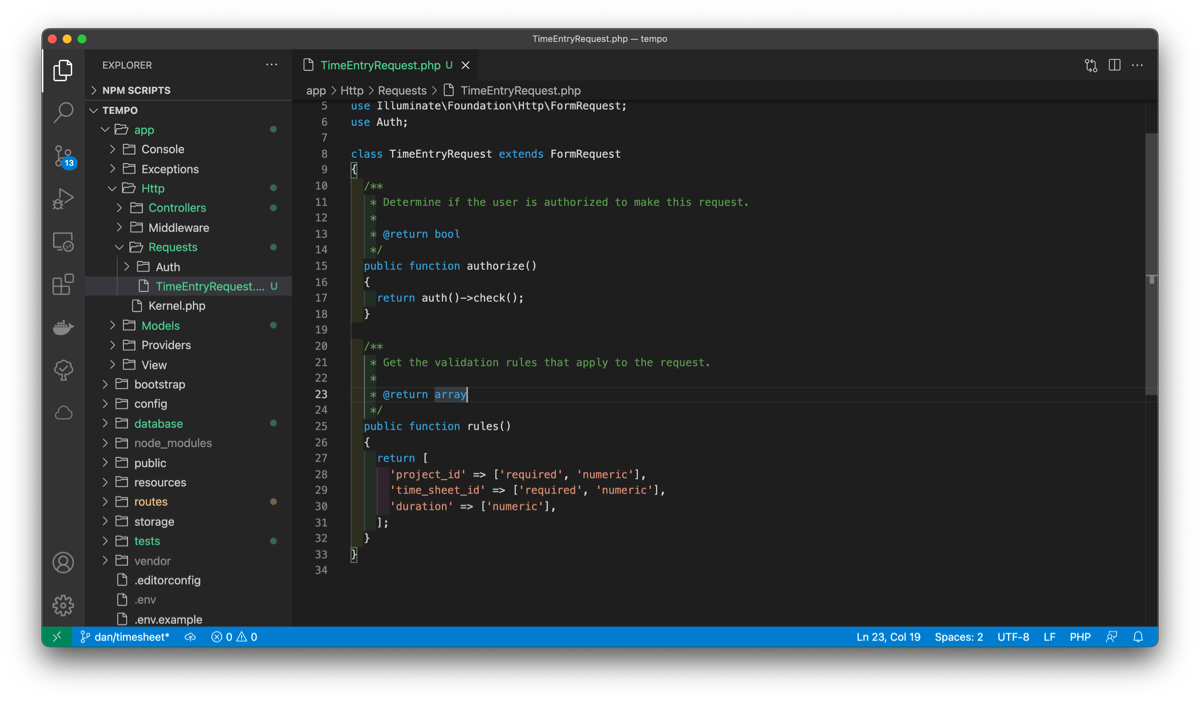 TimeEntryRequest.php — tempo
EXPLORER
NPM SCRIPTS
TEMPO
app
Console
Exceptions
Http
Controllers
Middleware
Requests
Auth
TimeEntryRequest.... U
Kernel.php
Models
Providers
View
bootstrap
config
database
node_modules
public
resources
routes
storage
tests
vendor
.editorconfig
.env
.env.example
13
TimeEntryRequest.php U
app > Http > Requests > TimeEntryRequest.php
5 use Illuminate\Foundation\Http\FormRequest;
6 use Auth;
7
8 class TimeEntryRequest extends FormRequest
9 {
10 /**
11 * Determine if the user is authorized to make this request.
12 *
13 * @return bool
14 */
15 public function authorize()
16 {
17 return auth()->check();
18 }
19
20 /**
21 * Get the validation rules that apply to the request.
22 *
23 * @return array
24 */
25 public function rules()
26 {
27 return [
28 'project_id' => ['required', 'numeric'],
29 'time_sheet_id' => ['required', 'numeric'],
30 'duration' => ['numeric'],
31 ];
32 }
33 }
34
dan/timesheet* 0 0 Ln 23, Col 19 Spaces: 2 UTF-8 LF PHP